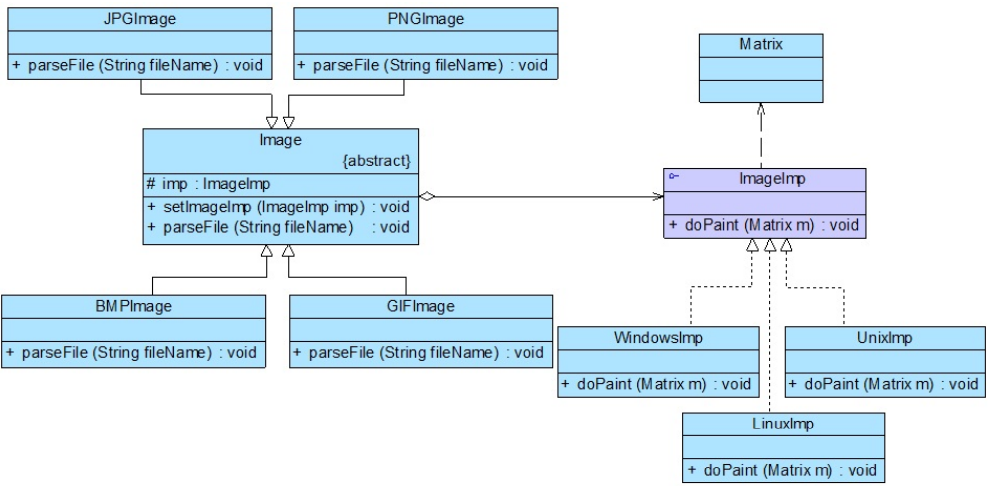 JPGImage
+ parseFile (String fileName) : void
PNGImage
+ parseFile (String fileName) : void
Matrix
Image
{abstract}
# imp : ImageImp
+ setImageImp (ImageImp imp) : void
+ parseFile (String fileName) : void
ImageImp
+ doPaint (Matrix m) : void
BMPImage
+ parseFile (String fileName) : void
GIFImage
+ parseFile (String fileName) : void
WindowsImp
+ doPaint (Matrix m) : void
UnixImp
+ doPaint (Matrix m) : void
LinuxImp
+ doPaint (Matrix m) : void